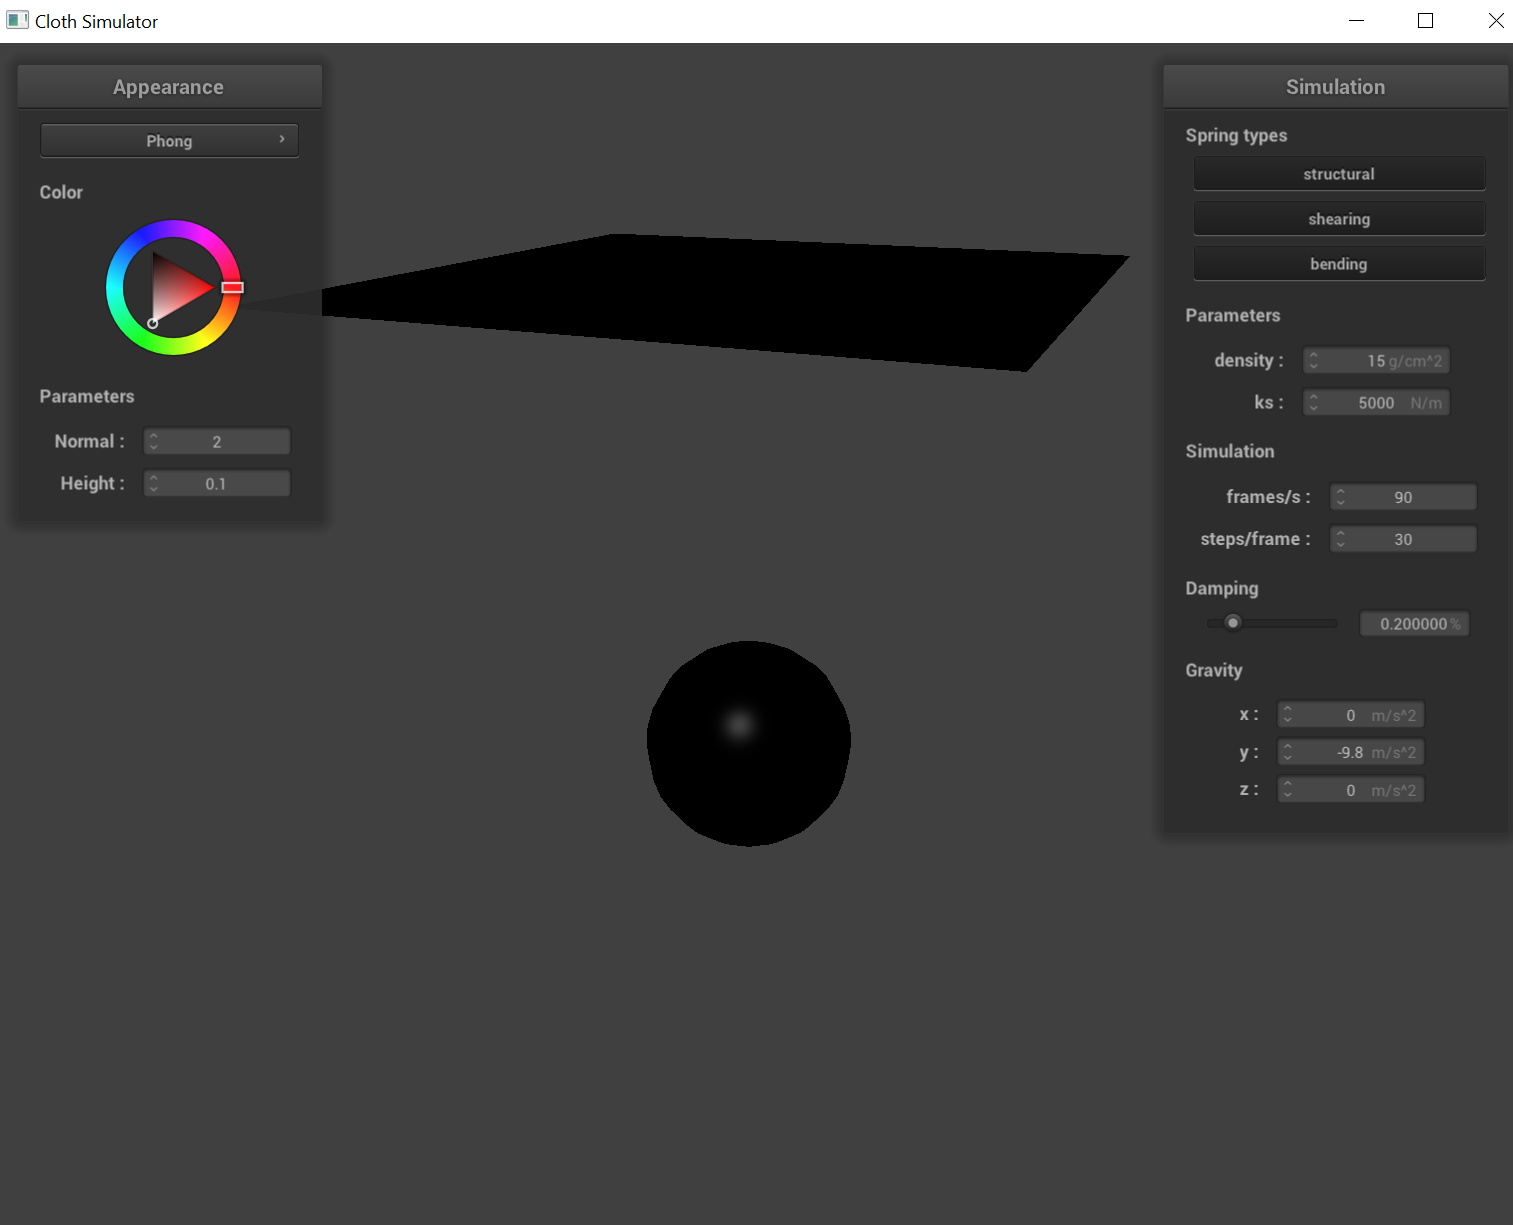 Cloth Simulator
Appearance
Phong
Color
Parameters
Normal : 2
Height : 0.1
Simulation
Spring types
structural
shearing
bending
Parameters
density : 15 g/cm^2
ks : 5000 N/m
Simulation
frames/s : 90
steps/frame : 30
Damping
0.200000 %
Gravity
x : 0 m/s^2
y : -9.8 m/s^2
z : 0 m/s^2